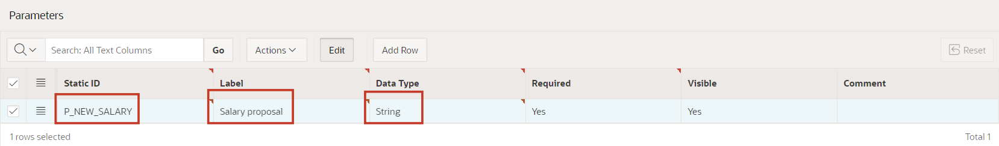 Parameters
Search: All Text Columns Go Actions Edit Add Row Reset
Static ID Label Data Type Required Visible Comment
P_NEW_SALARY Salary proposal String Yes Yes
1 rows selected Total 1